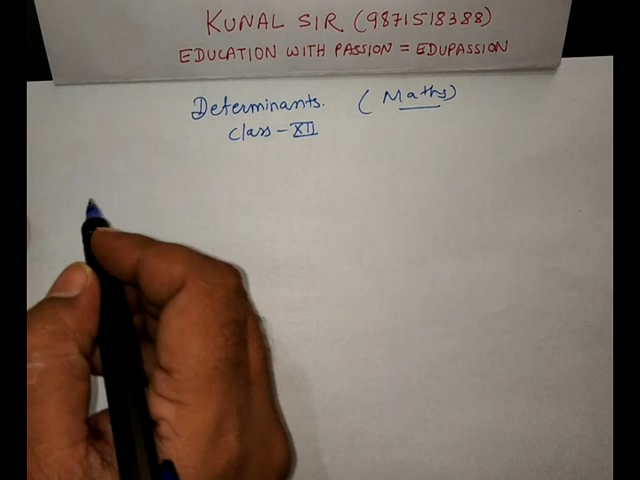 KUNAL SIR (9871518388)
EDUCATION WITH PASSION = EDUPASSION
Determinants. (Maths)
Class - XII